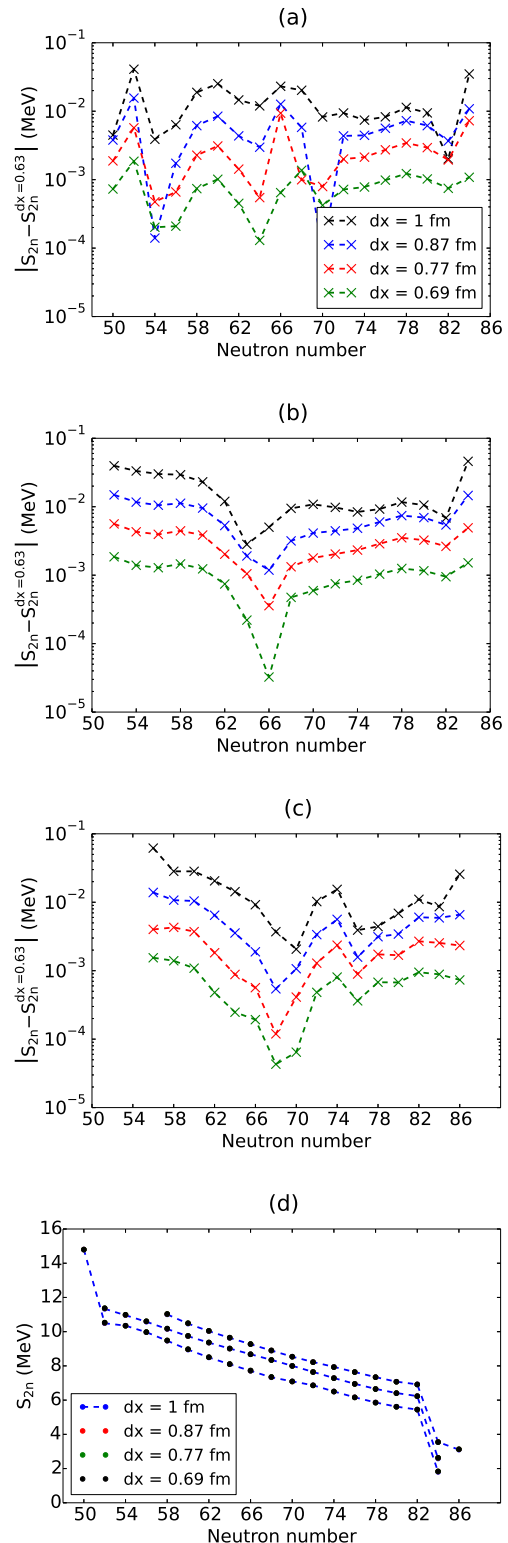 (a)
|S₂ₙ−S₂ₙ^dx=0.63| (MeV)
10⁻¹
10⁻²
10⁻³
10⁻⁴
10⁻⁵
dx = 1 fm
dx = 0.87 fm
dx = 0.77 fm
dx = 0.69 fm
50 54 58 62 66 70 74 78 82 86
Neutron number
(b)
|S₂ₙ−S₂ₙ^dx=0.63| (MeV)
10⁻¹
10⁻²
10⁻³
10⁻⁴
10⁻⁵
50 54 58 62 66 70 74 78 82 86
Neutron number
(c)
|S₂ₙ−S₂ₙ^dx=0.63| (MeV)
10⁻¹
10⁻²
10⁻³
10⁻⁴
10⁻⁵
50 54 58 62 66 70 74 78 82 86
Neutron number
(d)
S₂ₙ (MeV)
16
14
12
10
8
6
4
2
0
dx = 1 fm
dx = 0.87 fm
dx = 0.77 fm
dx = 0.69 fm
50 54 58 62 66 70 74 78 82 86
Neutron number